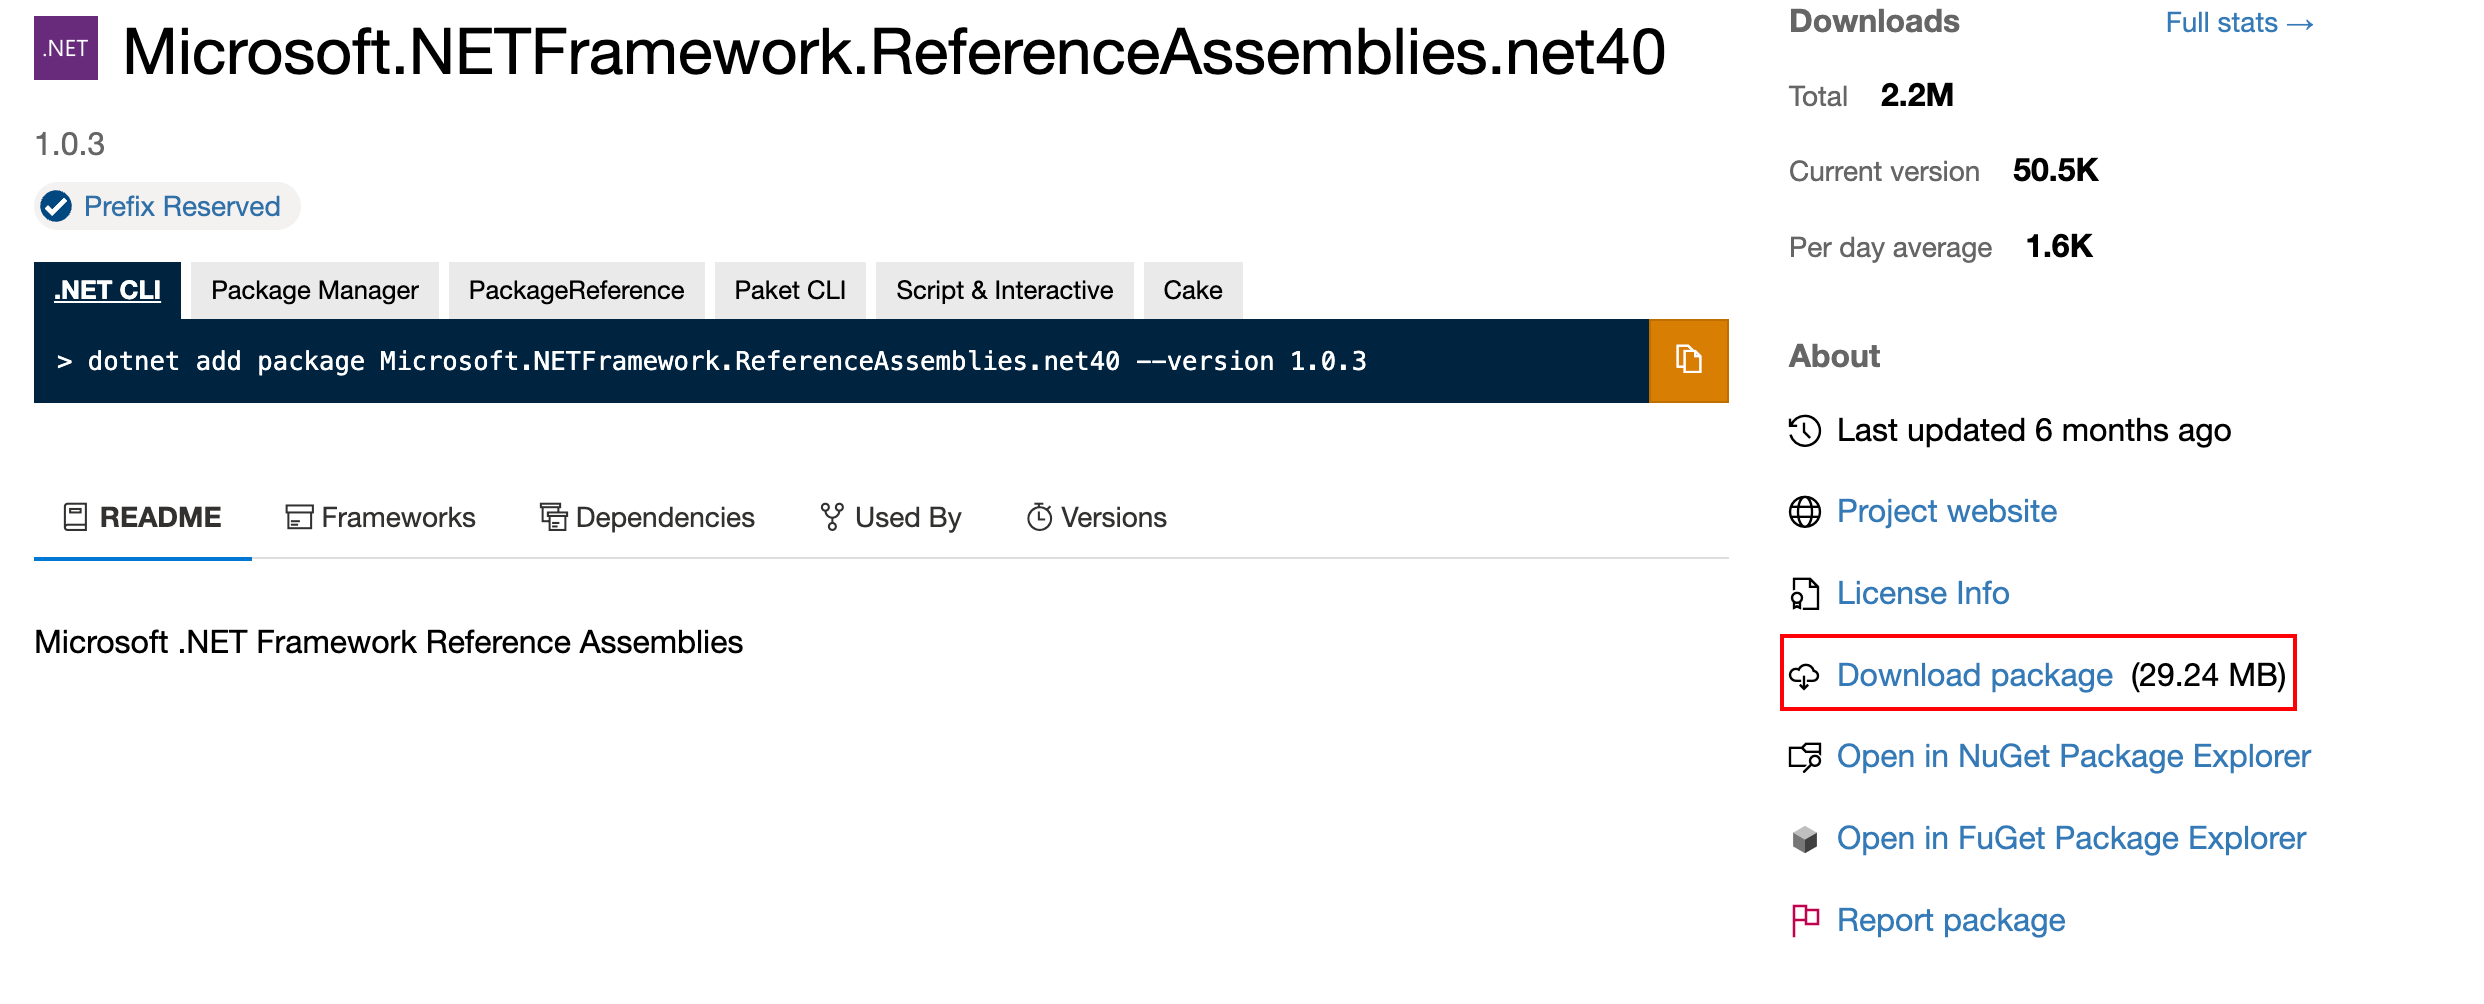 .NET
Microsoft.NETFramework.ReferenceAssemblies.net40
1.0.3
Prefix Reserved
.NET CLI
Package Manager
PackageReference
Paket CLI
Script & Interactive
Cake
> dotnet add package Microsoft.NETFramework.ReferenceAssemblies.net40 --version 1.0.3
README
Frameworks
Dependencies
Used By
Versions
Microsoft .NET Framework Reference Assemblies
Downloads
Full stats →
Total 2.2M
Current version 50.5K
Per day average 1.6K
About
Last updated 6 months ago
Project website
License Info
Download package (29.24 MB)
Open in NuGet Package Explorer
Open in FuGet Package Explorer
Report package